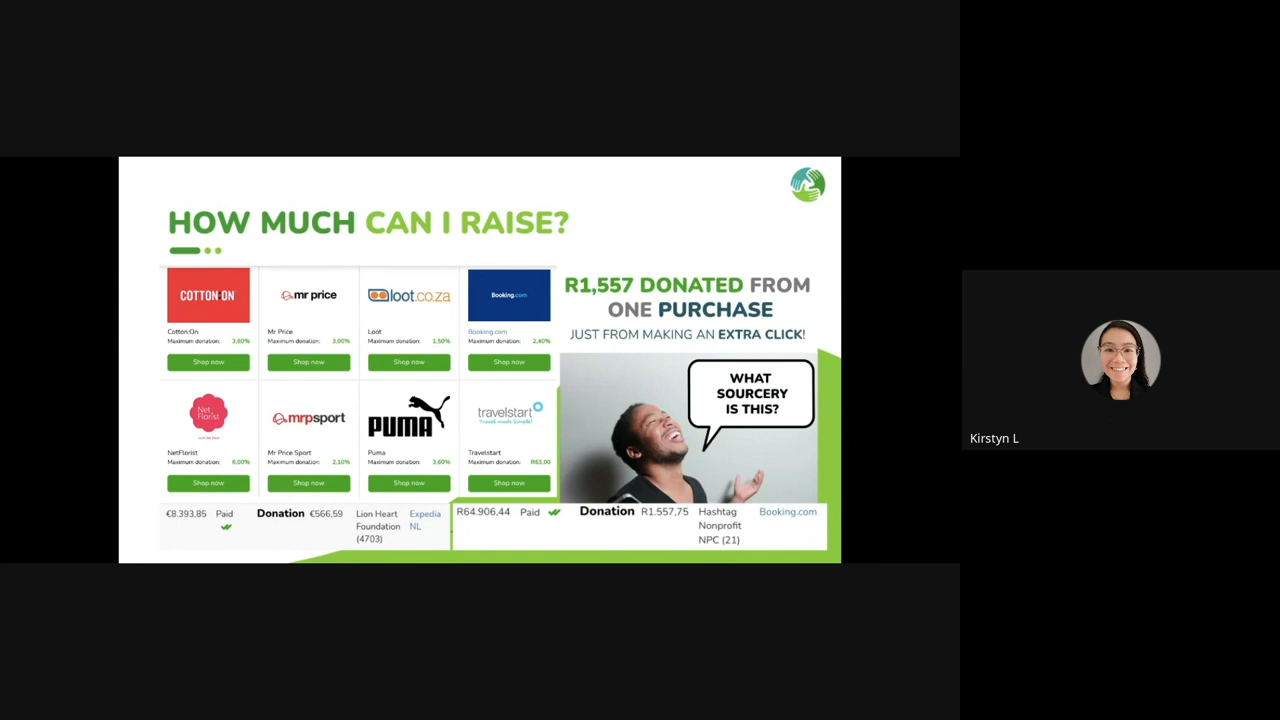 HOW MUCH CAN I RAISE?
COTTON:ON
mr price
loot.co.za
Booking.com
Cotton:On
Mr Price
Loot
Booking.com
Maximum donation: 3,60%
Maximum donation: 3,00%
Maximum donation: 1,50%
Maximum donation: 2,40%
Shop now
Shop now
Shop now
Shop now
Net Florist
mrpsport
PUMA
travelstart
Travel made Simple!
NetFlorist
Mr Price Sport
Puma
Travelstart
Maximum donation: 6,00%
Maximum donation: 2,10%
Maximum donation: 3,60%
Maximum donation: R63,00
Shop now
Shop now
Shop now
Shop now
R1,557 DONATED FROM
ONE PURCHASE
JUST FROM MAKING AN EXTRA CLICK!
WHAT
SOURCERY
IS THIS?
€8.393,85 Paid Donation €566,59 Lion Heart Foundation (4703) Expedia NL
R64.906,44 Paid Donation R1.557,75 Hashtag Nonprofit NPC (21) Booking.com
Kirstyn L